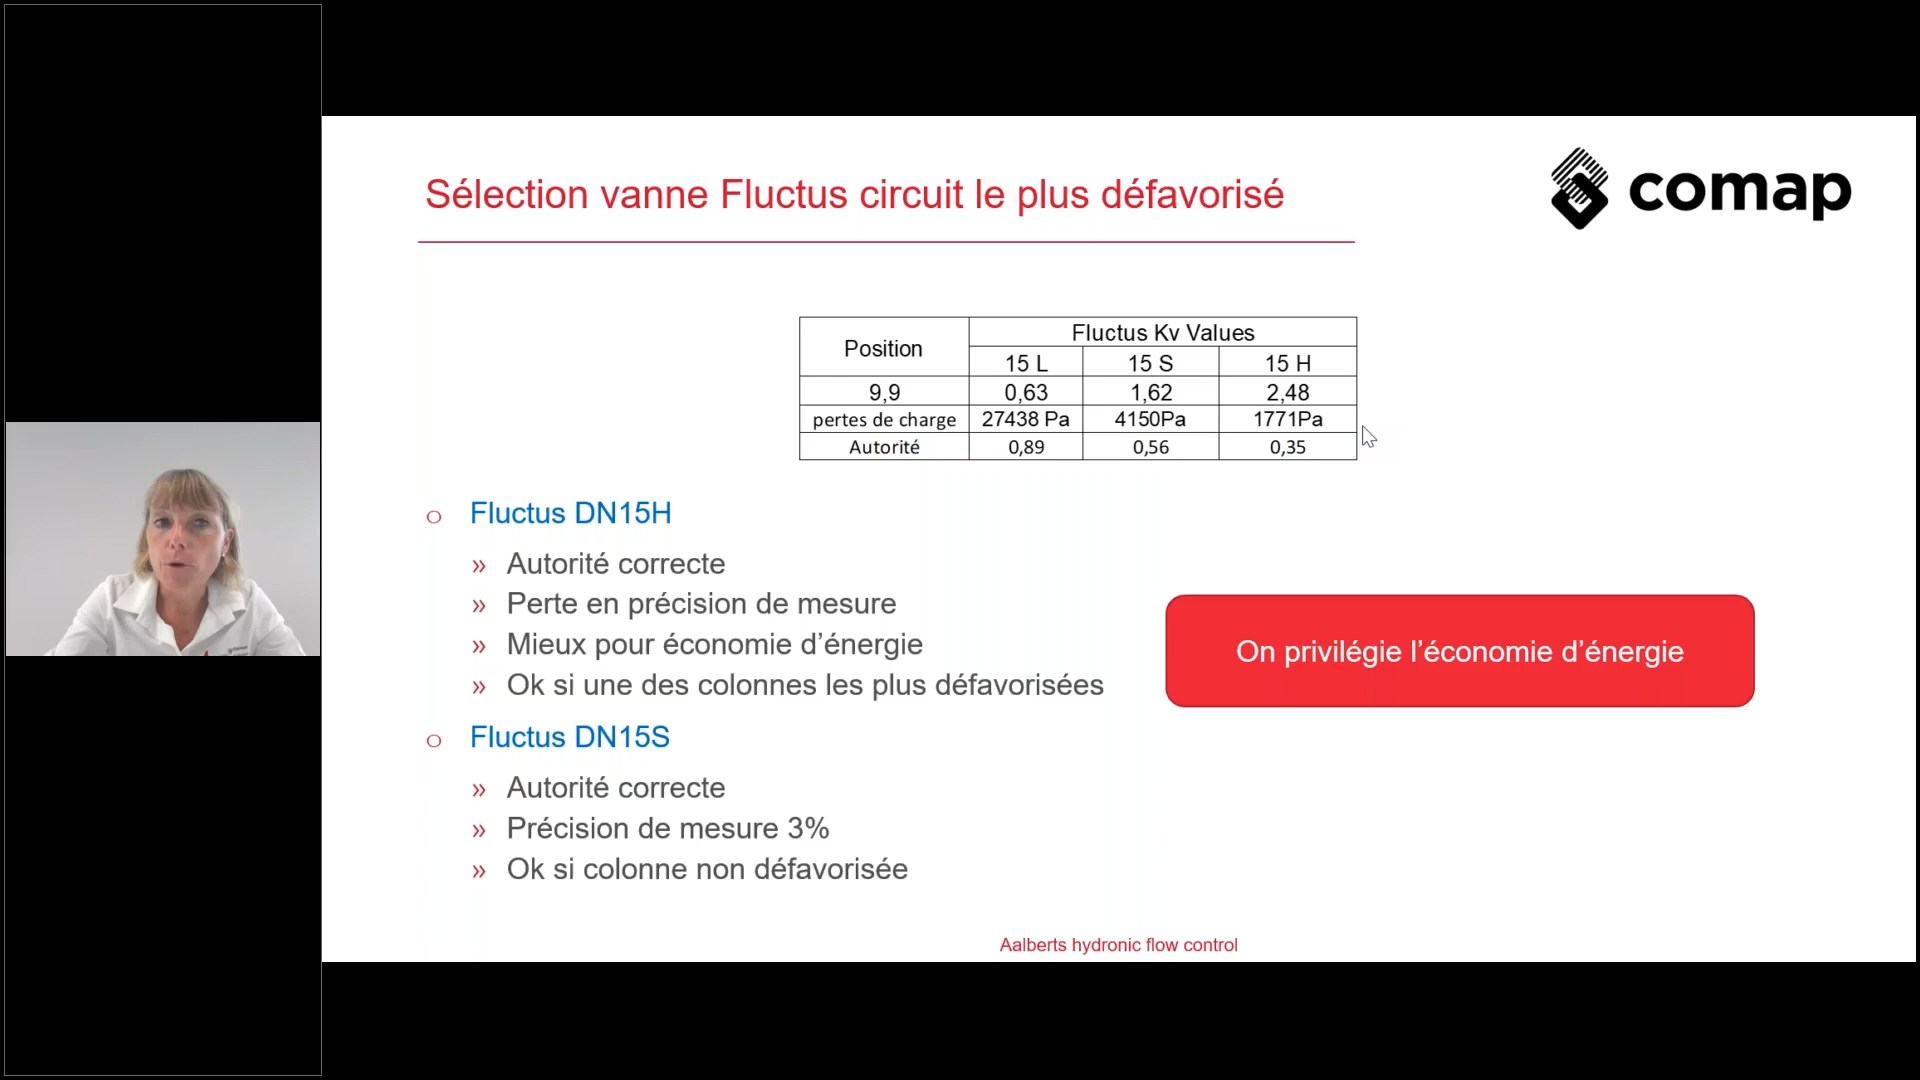 Sélection vanne Fluctus circuit le plus défavorisé
comap
Position
Fluctus Kv Values
15 L
15 S
15 H
9,9
0,63
1,62
2,48
pertes de charge
27438 Pa
4150Pa
1771Pa
Autorité
0,89
0,56
0,35
o Fluctus DN15H
» Autorité correcte
» Perte en précision de mesure
» Mieux pour économie d’énergie
» Ok si une des colonnes les plus défavorisées
On privilégie l’économie d’énergie
o Fluctus DN15S
» Autorité correcte
» Précision de mesure 3%
» Ok si colonne non défavorisée
Aalberts hydronic flow control